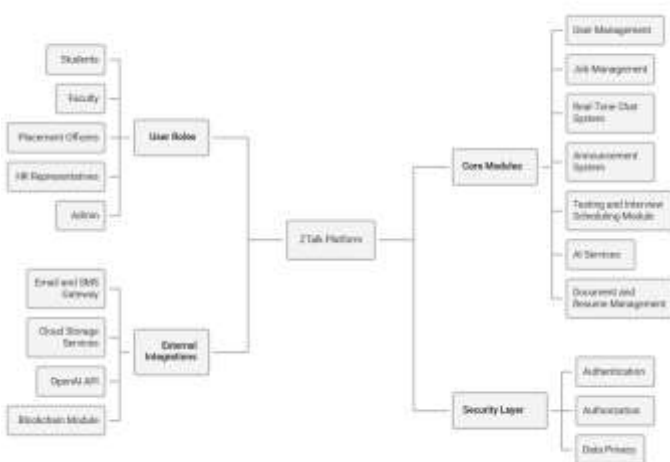 Students
Faculty
Placement Officers
HR Representatives
Admin
User Roles
Email and SMS
Gateway
Cloud Storage
Services
OpenAI API
Blockchain Module
External
Integrations
ZTalk Platform
Core Modules
User Management
Job Management
Real-Time Chat
System
Announcement
System
Testing and Interview
Scheduling Module
AI Services
Document and
Resume Management
Security Layer
Authentication
Authorization
Data Privacy